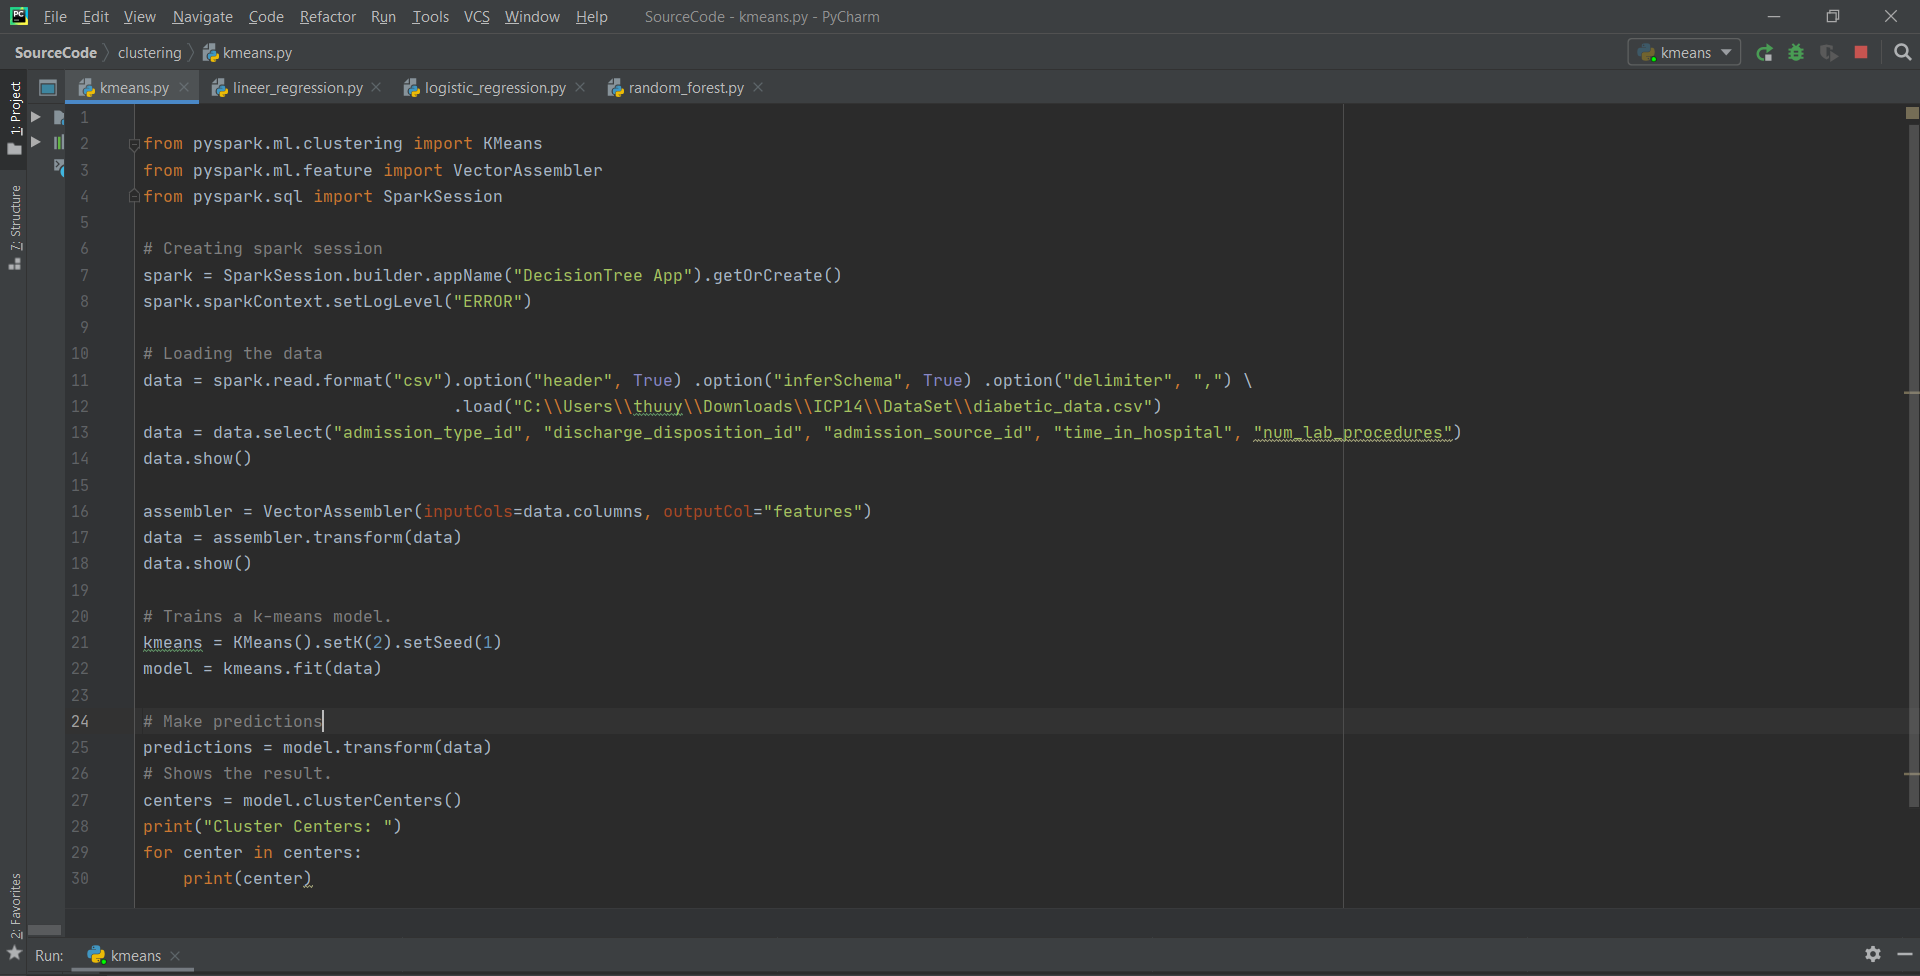 PC File Edit View Navigate Code Refactor Run Tools VCS Window Help SourceCode - kmeans.py - PyCharm
SourceCode clustering kmeans.py kmeans
kmeans.py lineer_regression.py logistic_regression.py random_forest.py
1: Project
7: Structure
2: Favorites
1
2 from pyspark.ml.clustering import KMeans
3 from pyspark.ml.feature import VectorAssembler
4 from pyspark.sql import SparkSession
5
6 # Creating spark session
7 spark = SparkSession.builder.appName("DecisionTree App").getOrCreate()
8 spark.sparkContext.setLogLevel("ERROR")
9
10 # Loading the data
11 data = spark.read.format("csv").option("header", True) .option("inferSchema", True) .option("delimiter", ",") \
12                                .load("C:\\Users\\thuuy\\Downloads\\ICP14\\DataSet\\diabetic_data.csv")
13 data = data.select("admission_type_id", "discharge_disposition_id", "admission_source_id", "time_in_hospital", "num_lab_procedures")
14 data.show()
15
16 assembler = VectorAssembler(inputCols=data.columns, outputCol="features")
17 data = assembler.transform(data)
18 data.show()
19
20 # Trains a k-means model.
21 kmeans = KMeans().setK(2).setSeed(1)
22 model = kmeans.fit(data)
23
24 # Make predictions
25 predictions = model.transform(data)
26 # Shows the result.
27 centers = model.clusterCenters()
28 print("Cluster Centers: ")
29 for center in centers:
30     print(center)
Run: kmeans